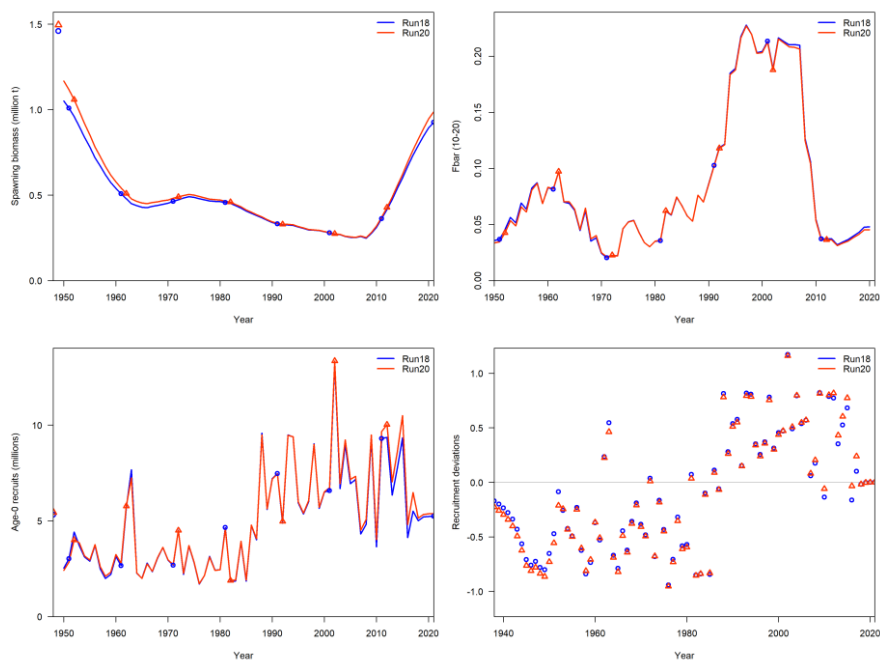 Spawning biomass (million t)
1.5
1.0
0.5
0.0
Run18
Run20
1950 1960 1970 1980 1990 2000 2010 2020
Year
Fbar (10-20)
0.20
0.15
0.10
0.05
0.00
Run18
Run20
1950 1960 1970 1980 1990 2000 2010 2020
Year
Age-0 recruits (millions)
10
5
0
Run18
Run20
1950 1960 1970 1980 1990 2000 2010 2020
Year
Recruitment deviations
1.0
0.5
0.0
-0.5
-1.0
Run18
Run20
1940 1960 1980 2000 2020
Year